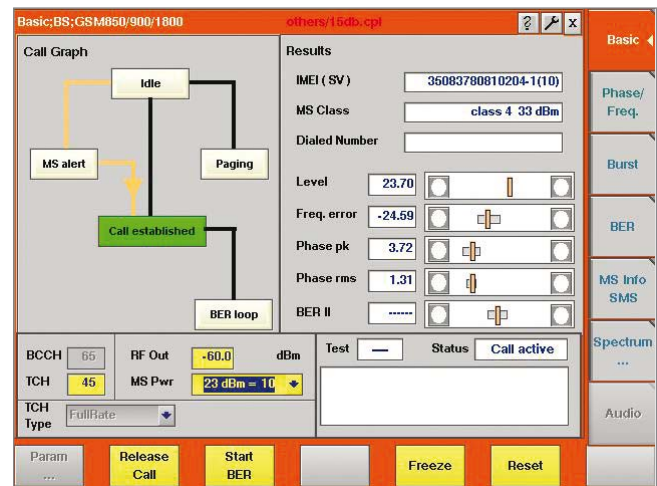 Basic;BS;GSM850/900/1800 others/15db.cpl ? x
Basic
Call Graph
Results
Idle
MS alert
Paging
Call established
BER loop
IMEI ( SV ) 35083780810204-1(10)
MS Class class 4 33 dBm
Dialed Number
Level 23.70
Freq. error -24.59
Phase pk 3.72
Phase rms 1.31
BER II ------
Phase/
Freq.
Burst
BER
MS Info
SMS
Spectrum
...
Audio
BCCH 65 RF Out -60.0 dBm
TCH 45 MS Pwr 23 dBm = 10
TCH
Type FullRate
Test — Status Call active
Param
...
Release
Call
Start
BER
Freeze
Reset